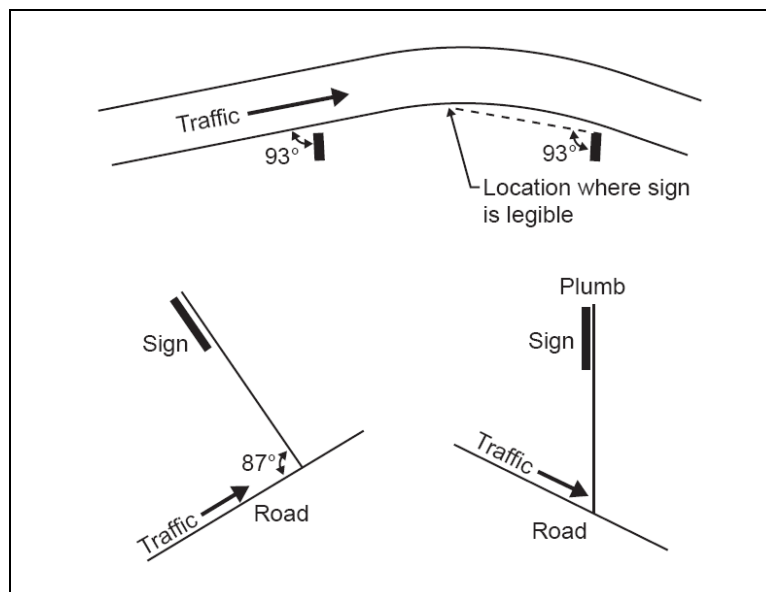 Traffic
93°
93°
Location where sign
is legible
Plumb
Sign
Sign
87°
Traffic
Traffic
Road
Road